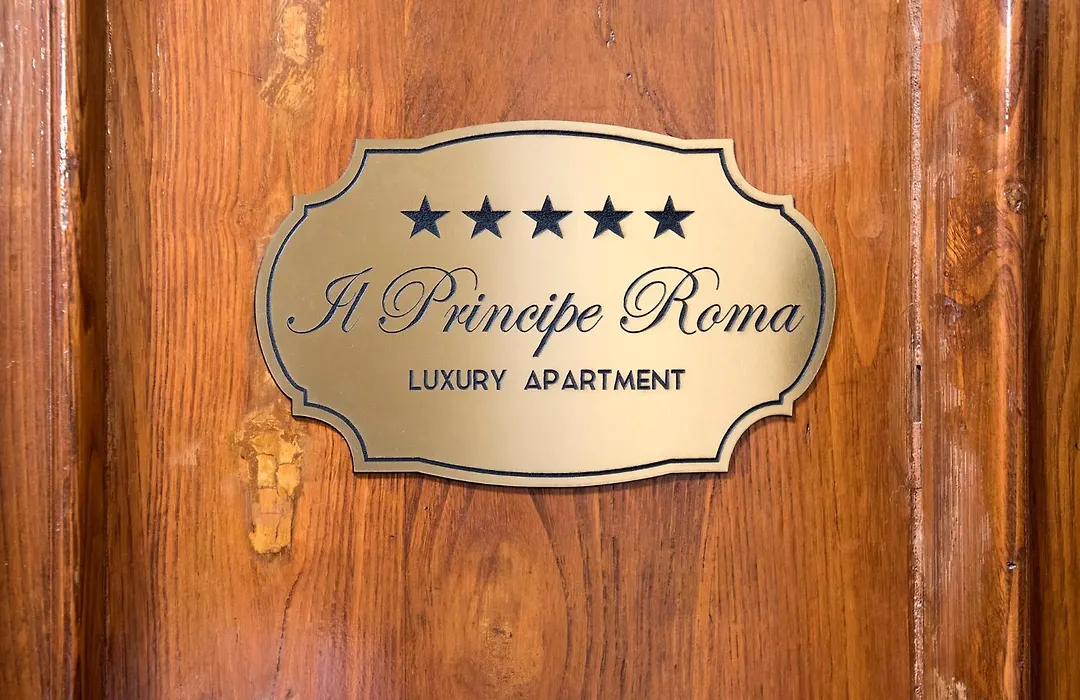 ★★★★★
Il Principe Roma
LUXURY APARTMENT